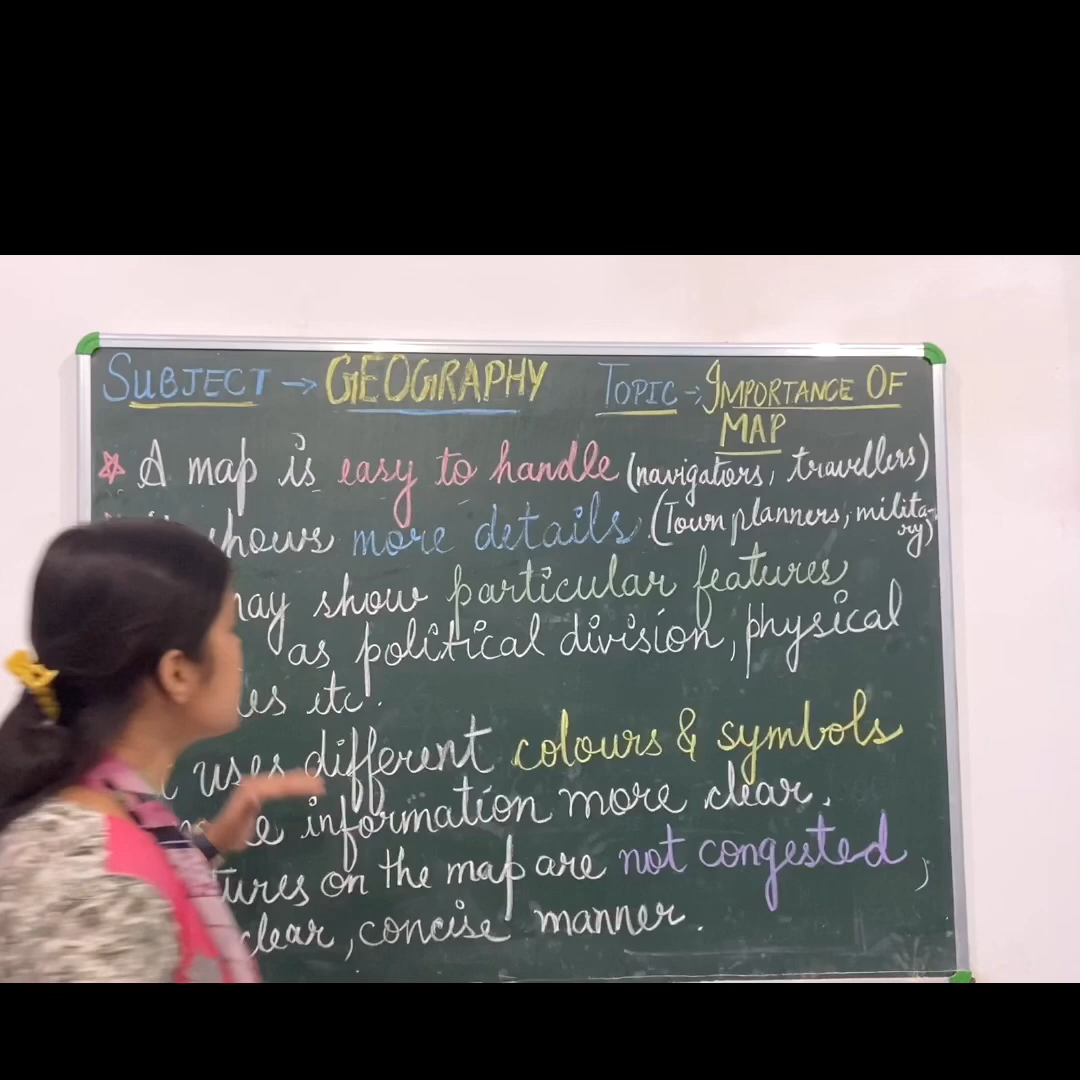 SUBJECT → GEOGRAPHY TOPIC → IMPORTANCE OF
MAP
A map is easy to handle (navigators, travellers)
shows more details (Town planners, milita-
ry)
may show particular features
as political division, physical
etc.
uses different colours & symbols
information more clear.
on the map are not congested,
clear, concise manner.